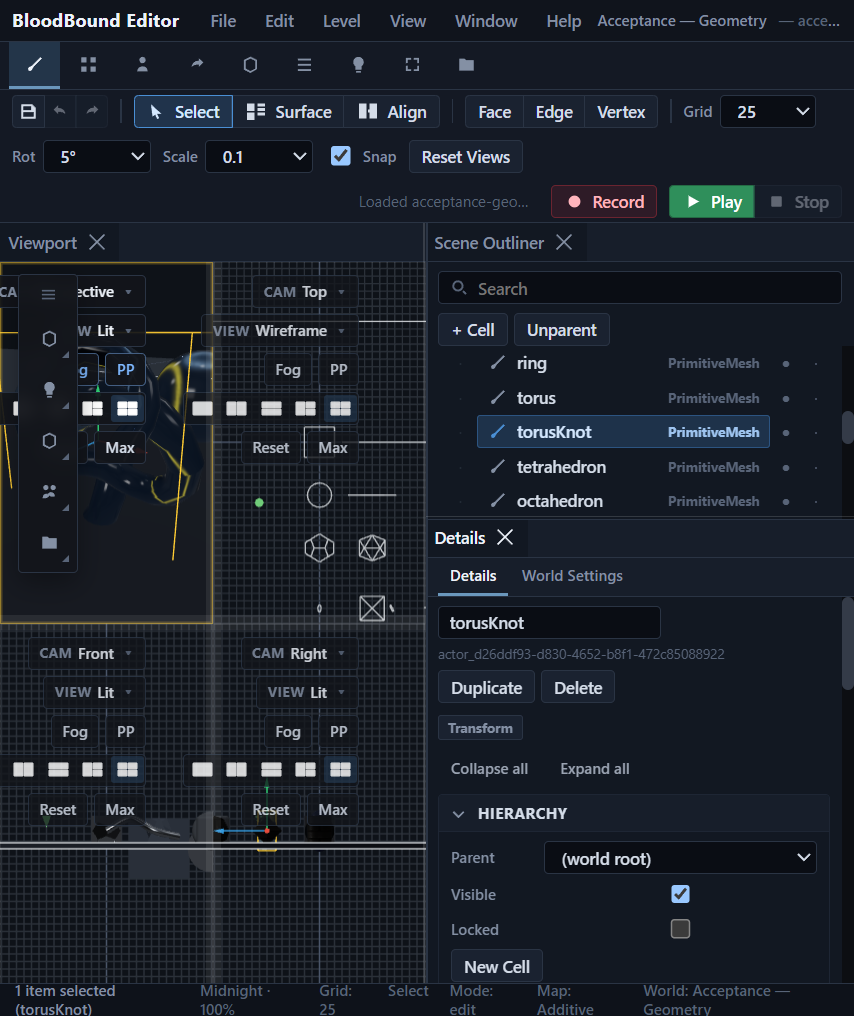 BloodBound Editor File Edit Level View Window Help Acceptance — Geometry — acce...
Select Surface Align Face Edge Vertex Grid 25
Rot 5° Scale 0.1 Snap Reset Views
Loaded acceptance-geo... Record Play Stop
Viewport
CAM Top
VIEW Lit
VIEW Wireframe
PP
Fog PP
Max
Reset Max
CAM Front
CAM Right
VIEW Lit
VIEW Lit
Fog PP
Fog PP
Reset Max
Reset Max
Scene Outliner
Search
+ Cell Unparent
ring PrimitiveMesh
torus PrimitiveMesh
torusKnot PrimitiveMesh
tetrahedron PrimitiveMesh
octahedron PrimitiveMesh
Details
Details World Settings
torusKnot
actor_d26ddf93-d830-4652-b8f1-472c85088922
Duplicate Delete
Transform
Collapse all Expand all
HIERARCHY
Parent (world root)
Visible
Locked
New Cell
1 item selected
(torusKnot)
Midnight ·
100%
Grid:
25
Select
Mode:
edit
Map:
Additive
World: Acceptance —
Geometry